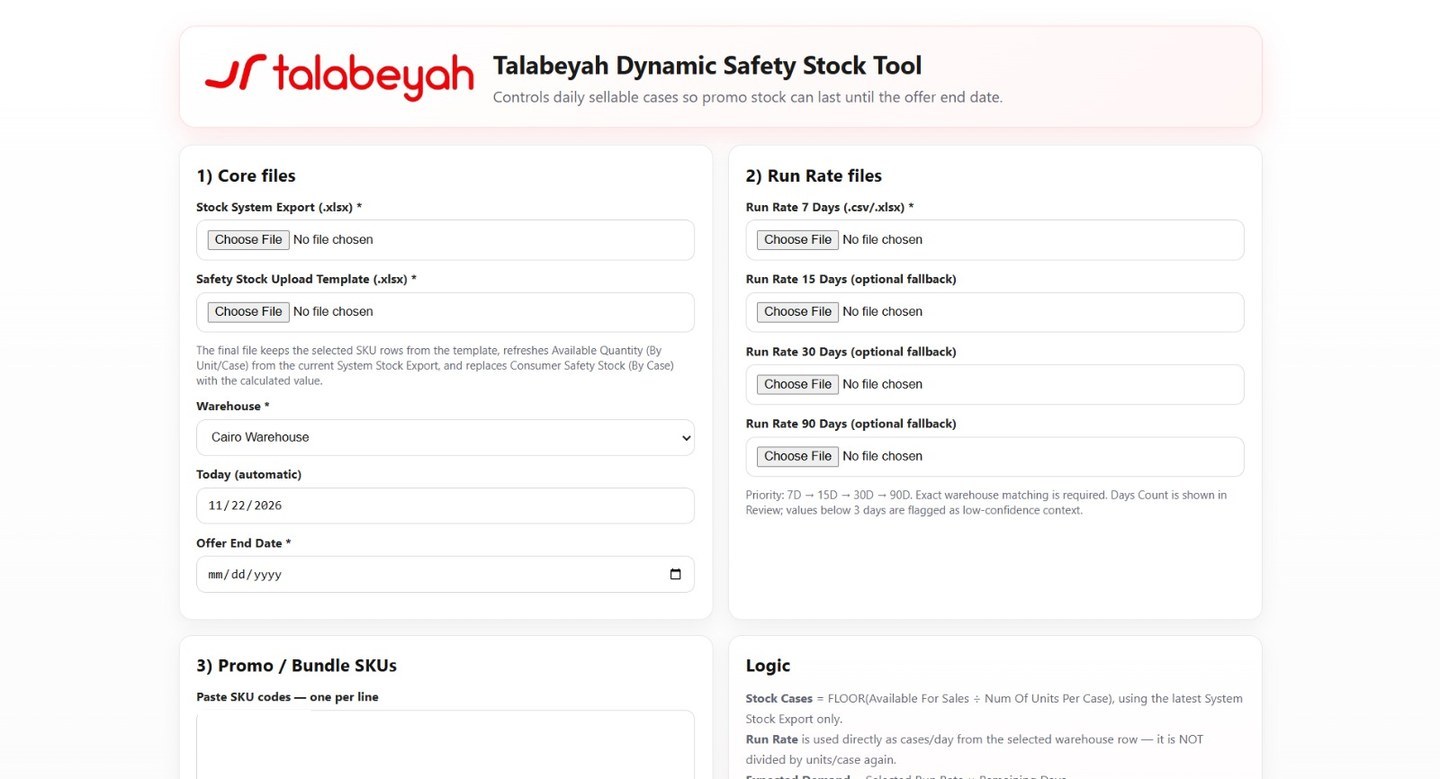 talabeyah
Talabeyah Dynamic Safety Stock Tool
Controls daily sellable cases so promo stock can last until the offer end date.
1) Core files
Stock System Export (.xlsx) *
Choose File No file chosen
Safety Stock Upload Template (.xlsx) *
Choose File No file chosen
The final file keeps the selected SKU rows from the template, refreshes Available Quantity (By
Unit/Case) from the current System Stock Export, and replaces Consumer Safety Stock (By Case)
with the calculated value.
Warehouse *
Cairo Warehouse
Today (automatic)
11/22/2026
Offer End Date *
mm/dd/yyyy
2) Run Rate files
Run Rate 7 Days (.csv/.xlsx) *
Choose File No file chosen
Run Rate 15 Days (optional fallback)
Choose File No file chosen
Run Rate 30 Days (optional fallback)
Choose File No file chosen
Run Rate 90 Days (optional fallback)
Choose File No file chosen
Priority: 7D → 15D → 30D → 90D. Exact warehouse matching is required. Days Count is shown in
Review; values below 3 days are flagged as low-confidence context.
3) Promo / Bundle SKUs
Paste SKU codes — one per line
Logic
Stock Cases = FLOOR(Available For Sales ÷ Num Of Units Per Case), using the latest System
Stock Export only.
Run Rate is used directly as cases/day from the selected warehouse row — it is NOT
divided by units/case again.
Expected Demand = Selected Run Rate × Remaining Days